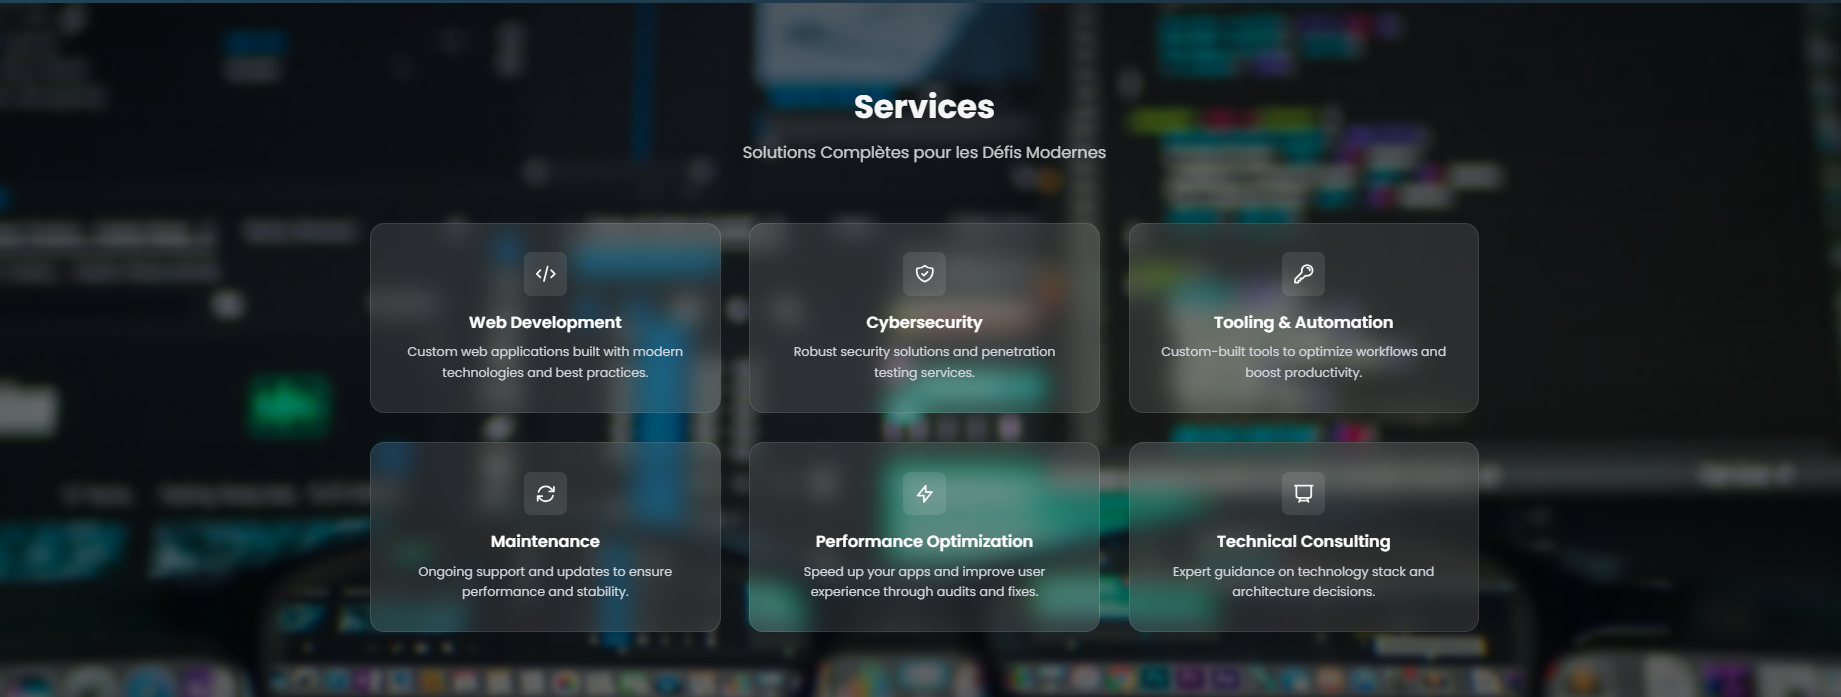 Services
Solutions Complètes pour les Défis Modernes
Web Development
Custom web applications built with modern
technologies and best practices.
Cybersecurity
Robust security solutions and penetration
testing services.
Tooling & Automation
Custom-built tools to optimize workflows and
boost productivity.
Maintenance
Ongoing support and updates to ensure
performance and stability.
Performance Optimization
Speed up your apps and improve user
experience through audits and fixes.
Technical Consulting
Expert guidance on technology stack and
architecture decisions.